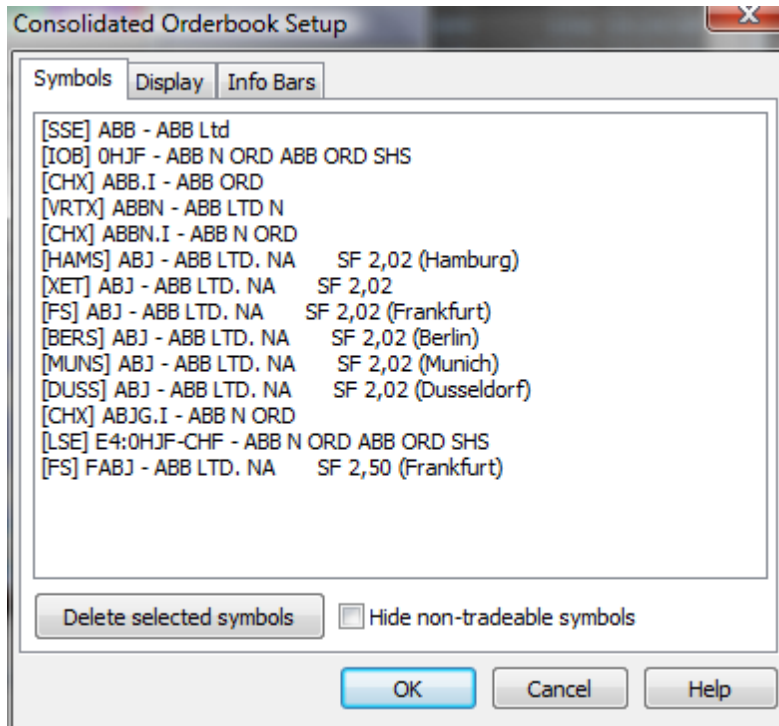 Consolidated Orderbook Setup
Symbols Display Info Bars
[SSE] ABB - ABB Ltd
[IOB] 0HJF - ABB N ORD ABB ORD SHS
[CHX] ABB.I - ABB ORD
[VRTX] ABBN - ABB LTD N
[CHX] ABBN.I - ABB N ORD
[HAMS] ABJ - ABB LTD. NA SF 2,02 (Hamburg)
[XET] ABJ - ABB LTD. NA SF 2,02
[FS] ABJ - ABB LTD. NA SF 2,02 (Frankfurt)
[BERS] ABJ - ABB LTD. NA SF 2,02 (Berlin)
[MUNS] ABJ - ABB LTD. NA SF 2,02 (Munich)
[DUSS] ABJ - ABB LTD. NA SF 2,02 (Dusseldorf)
[CHX] ABJG.I - ABB N ORD
[LSE] E4:0HJF-CHF - ABB N ORD ABB ORD SHS
[FS] FABJ - ABB LTD. NA SF 2,50 (Frankfurt)
Delete selected symbols Hide non-tradeable symbols
OK Cancel Help